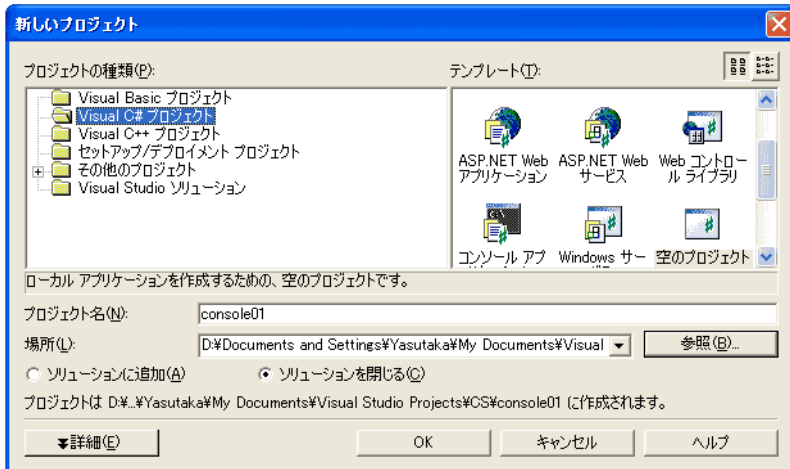 新しいプロジェクト
プロジェクトの種類(P):
テンプレート(T):
Visual Basic プロジェクト
Visual C# プロジェクト
Visual C++ プロジェクト
セットアップ/デプロイメント プロジェクト
その他のプロジェクト
Visual Studio ソリューション
ASP.NET Web アプリケーション
ASP.NET Web サービス
Web コントロール ライブラリ
コンソール アプ
Windows サー
空のプロジェクト
ローカル アプリケーションを作成するための、空のプロジェクトです。
プロジェクト名(N):
console01
場所(L):
D:¥Documents and Settings¥Yasutaka¥My Documents¥Visual
参照(B)...
ソリューションに追加(A)
ソリューションを閉じる(C)
プロジェクトは D:¥...¥Yasutaka¥My Documents¥Visual Studio Projects¥CS¥console01 に作成されます。
詳細(E)
OK
キャンセル
ヘルプ